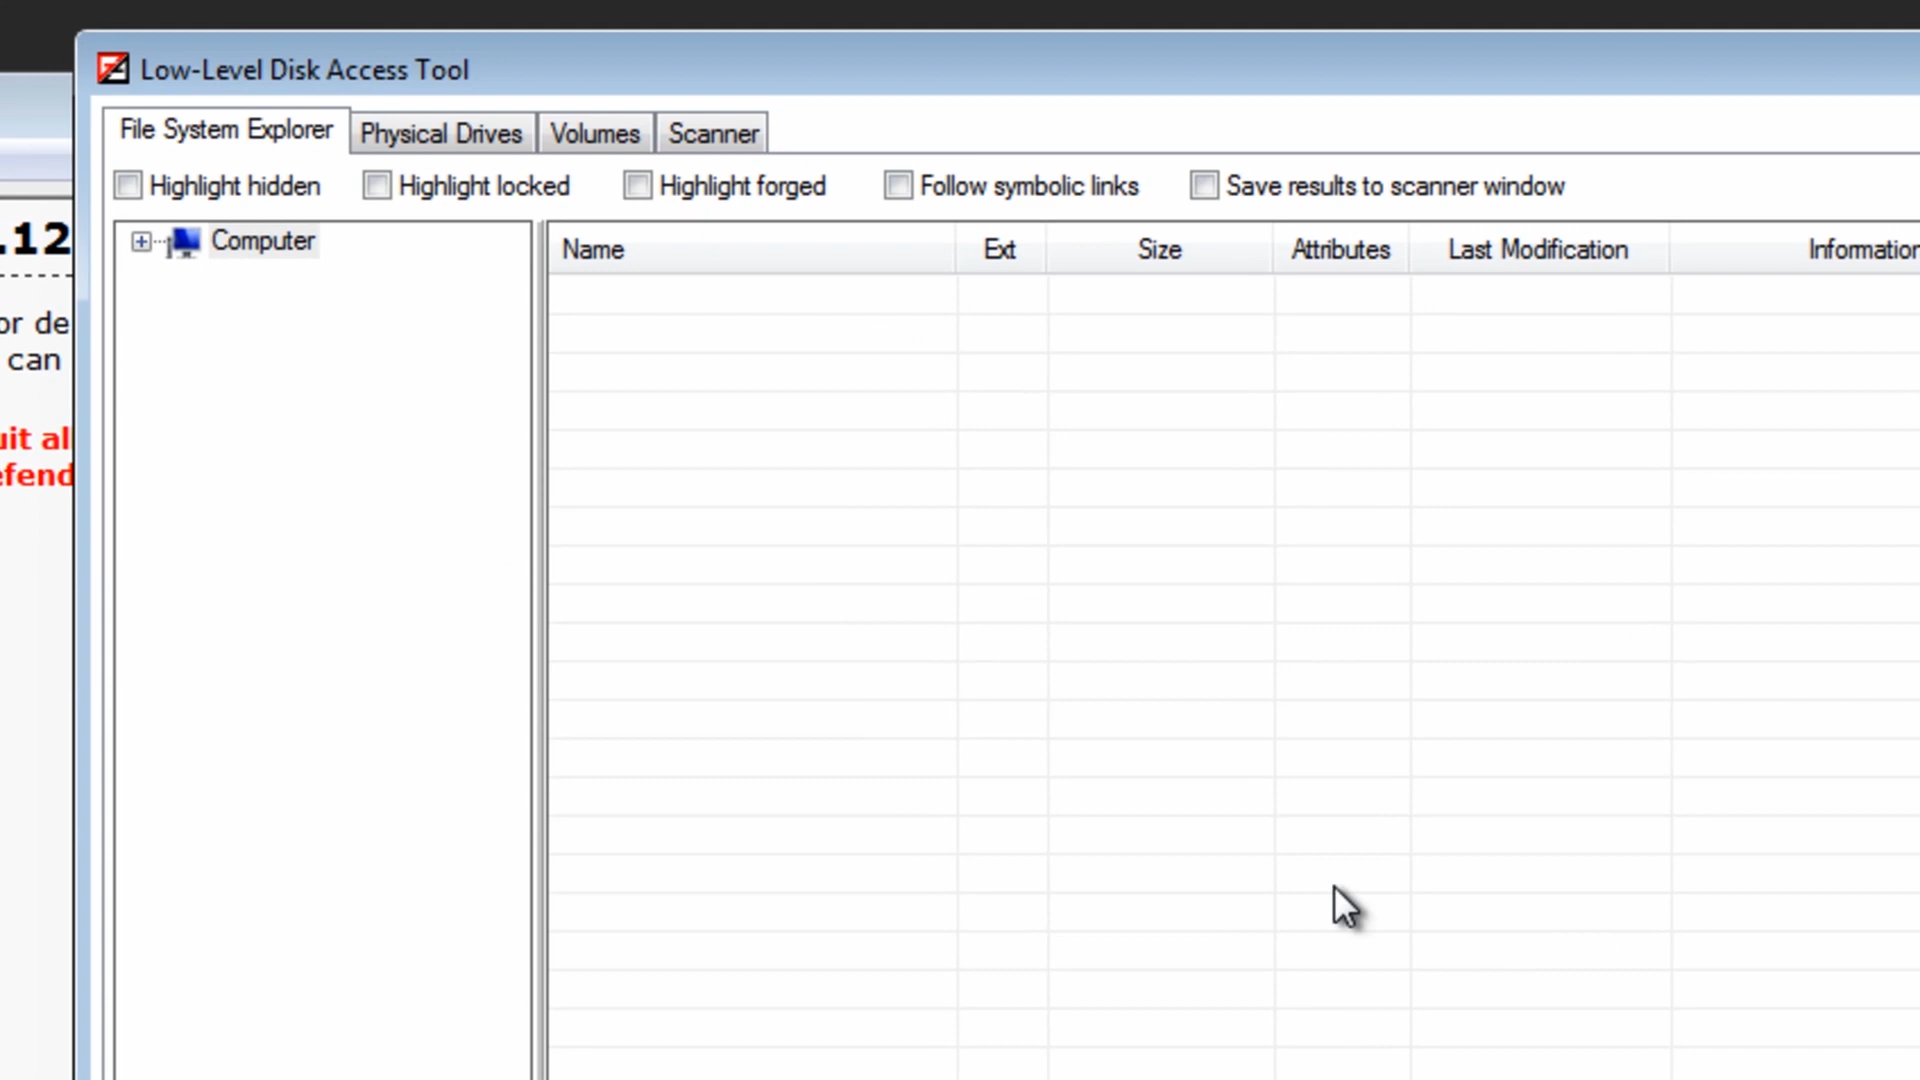 Low-Level Disk Access Tool
File System Explorer Physical Drives Volumes Scanner
Highlight hidden Highlight locked Highlight forged Follow symbolic links Save results to scanner window
.12
Computer
Name Ext Size Attributes Last Modification Information
or de
can
uit al
efend